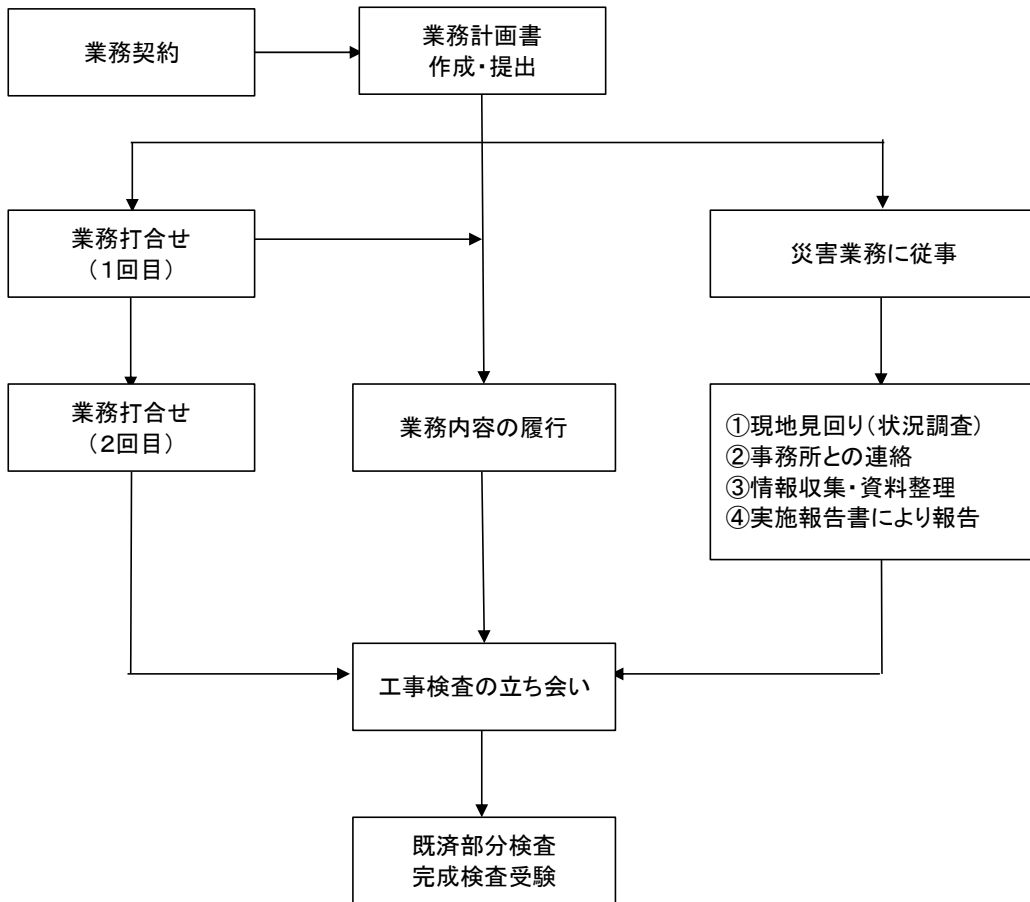 業務契約
業務計画書
作成・提出
業務打合せ
(1回目)
災害業務に従事
業務打合せ
(2回目)
業務内容の履行
①現地見回り(状況調査)
②事務所との連絡
③情報収集・資料整理
④実施報告書により報告
工事検査の立ち会い
既済部分検査
完成検査受験